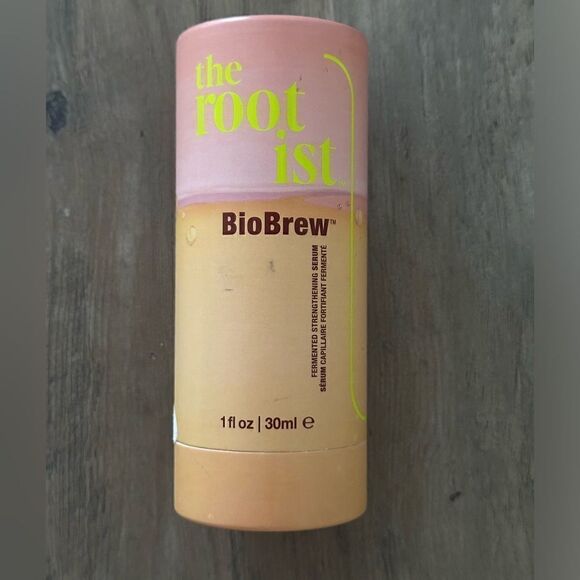 the
root
ist
BioBrew™
FERMENTED STRENGTHENING SERUM
SÉRUM CAPILLAIRE FORTIFIANT FERMENTÉ
1 fl oz | 30ml ℮